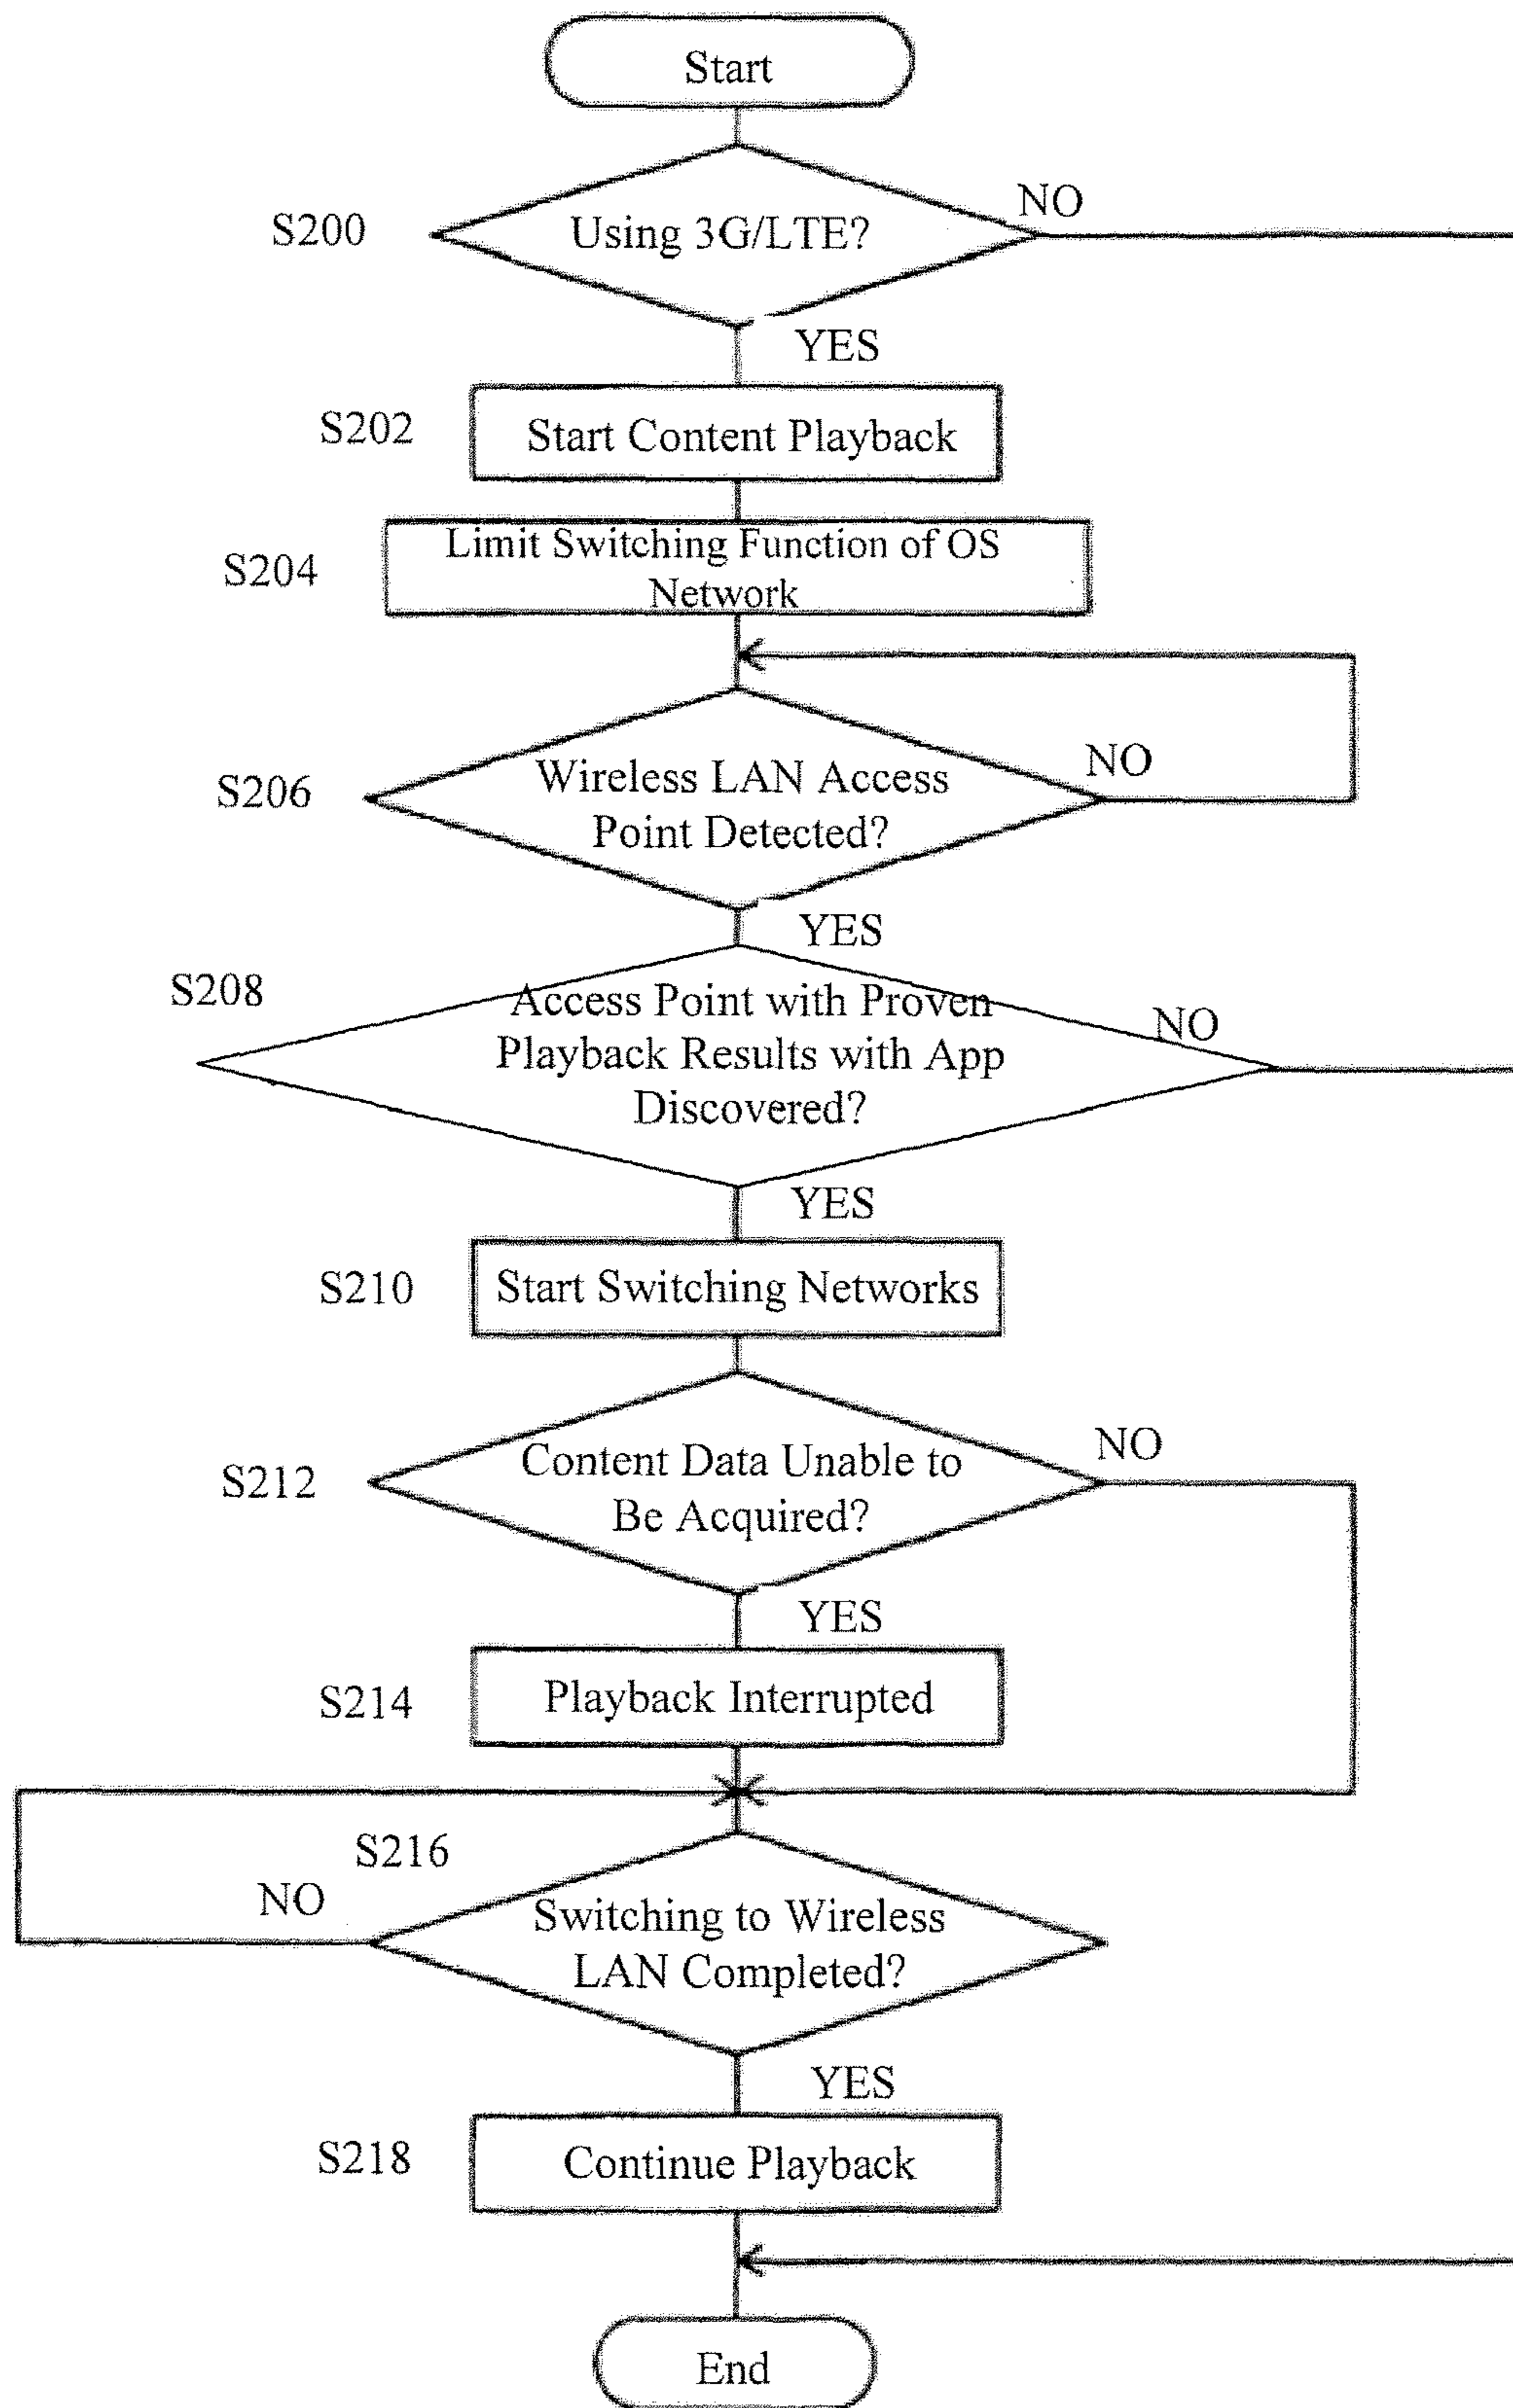 Start
S200
Using 3G/LTE?
NO
YES
S202
Start Content Playback
S204
Limit Switching Function of OS
Network
S206
Wireless LAN Access
Point Detected?
NO
YES
S208
Access Point with Proven
Playback Results with App
Discovered?
NO
YES
S210
Start Switching Networks
S212
Content Data Unable to
Be Acquired?
NO
YES
S214
Playback Interrupted
S216
NO
Switching to Wireless
LAN Completed?
YES
S218
Continue Playback
End